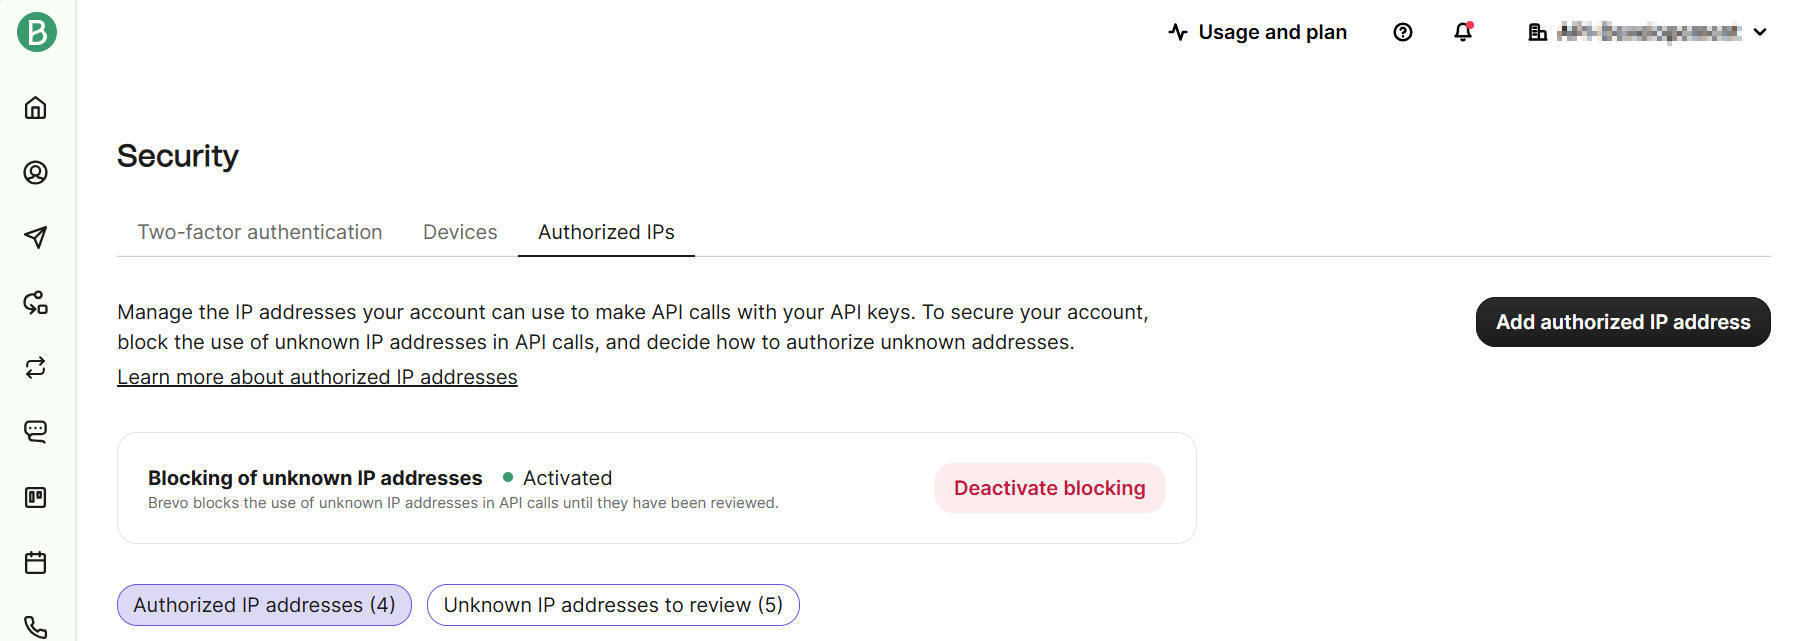 B
Usage and plan
Security
Two-factor authentication Devices Authorized IPs
Manage the IP addresses your account can use to make API calls with your API keys. To secure your account,
block the use of unknown IP addresses in API calls, and decide how to authorize unknown addresses.
Add authorized IP address
Learn more about authorized IP addresses
Blocking of unknown IP addresses Activated
Brevo blocks the use of unknown IP addresses in API calls until they have been reviewed.
Deactivate blocking
Authorized IP addresses (4) Unknown IP addresses to review (5)